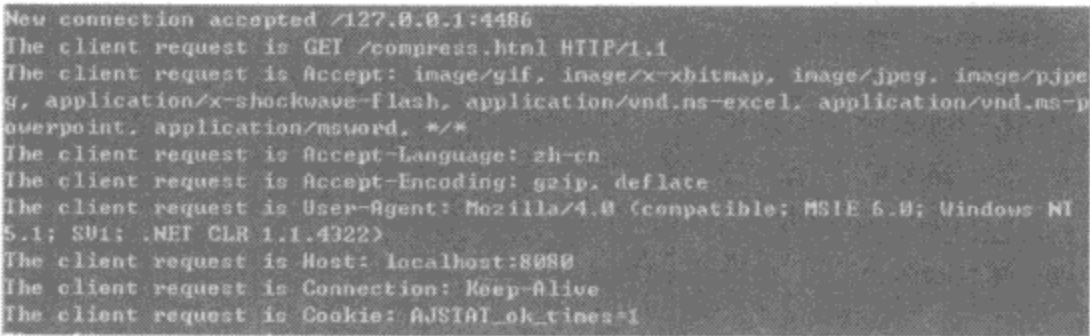 New connection accepted /127.0.0.1:4486
The client request is GET /compress.html HTTP/1.1
The client request is Accept: image/gif, image/x-xbitmap, image/jpeg, image/pjpe
g, application/x-shockwave-flash, application/vnd.ms-excel, application/vnd.ms-p
owerpoint, application/msword, */*
The client request is Accept-Language: zh-cn
The client request is Accept-Encoding: gzip, deflate
The client request is User-Agent: Mozilla/4.0 (compatible; MSIE 6.0; Windows NT
5.1; SV1; .NET CLR 1.1.4322)
The client request is Host: localhost:8080
The client request is Connection: Keep-Alive
The client request is Cookie: AJSTAT_ok_times=1